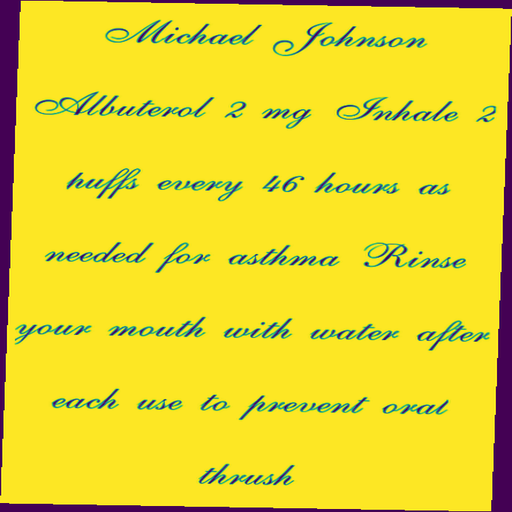 Michael Johnson
Albuterol 2 mg Inhale 2
puffs every 46 hours as
needed for asthma Rinse
your mouth with water after
each use to prevent oral
thrush